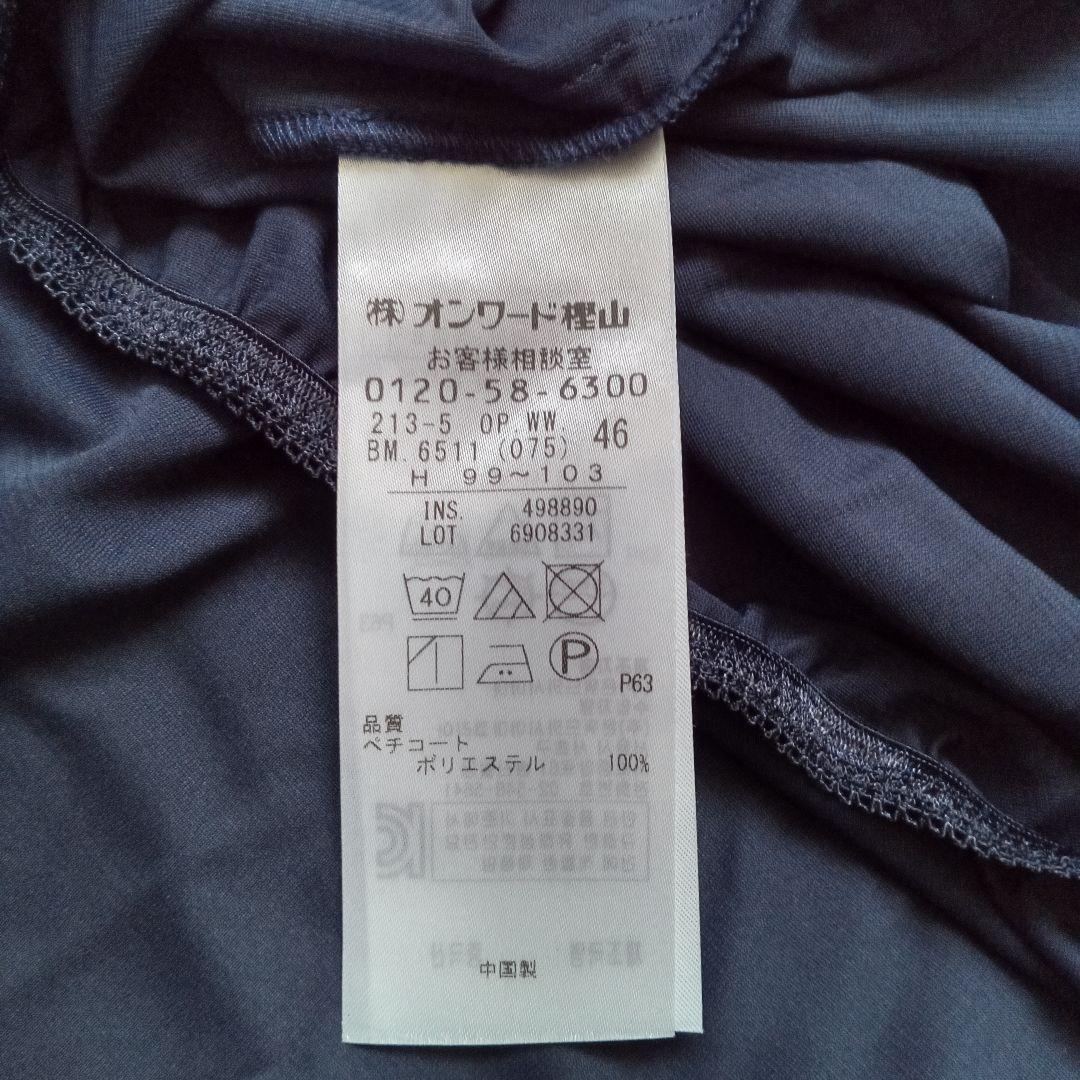 ㈱オンワード樫山
お客様相談室
0120-58-6300
213-5 OP WW.
BM. 6511 (075) 46
H 99～103
INS. 498890
LOT 6908331
40
P
P63
品質
ペチコート
ポリエステル 100%
中国製